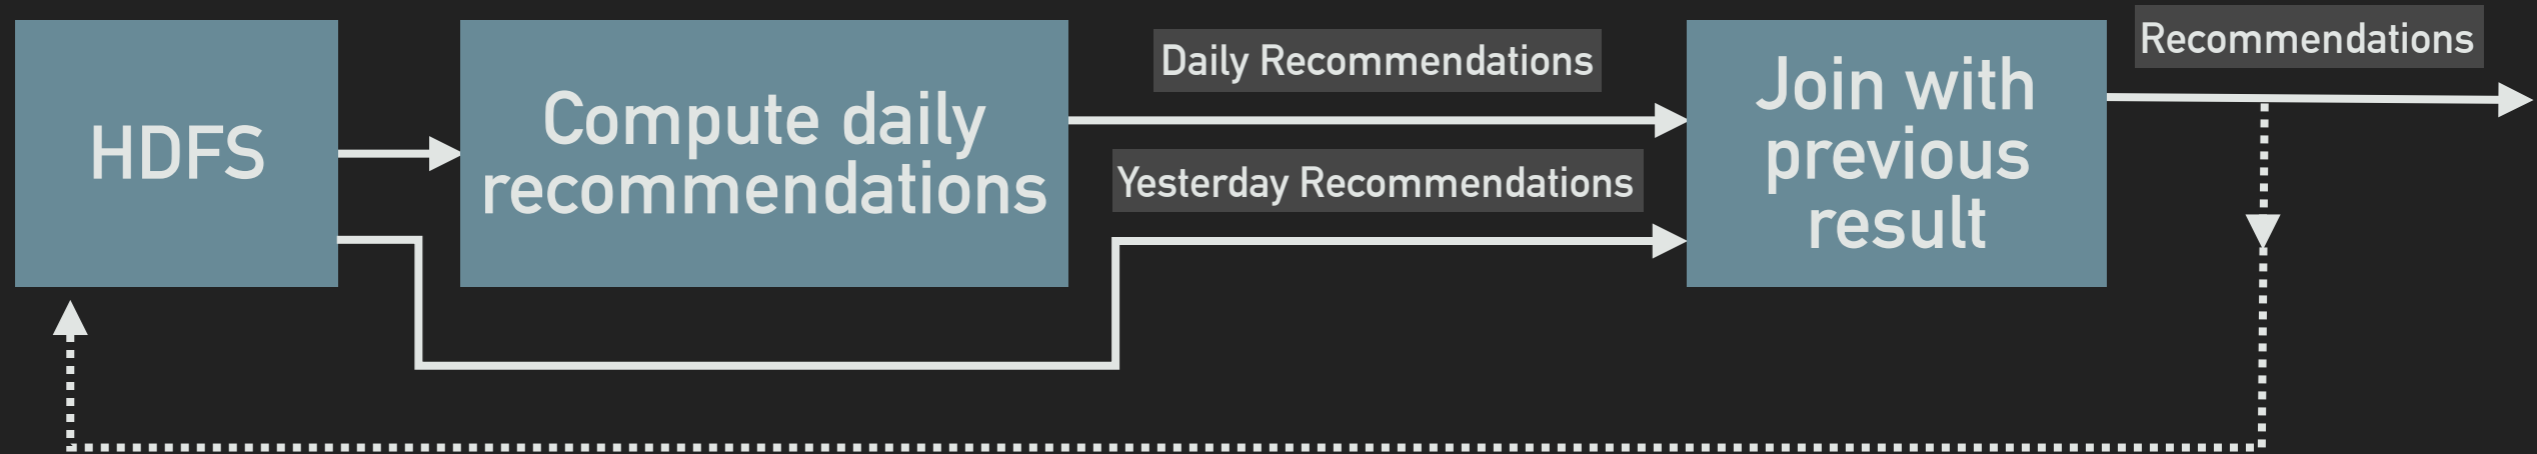 HDFS
Compute daily
recommendations
Daily Recommendations
Yesterday Recommendations
Join with
previous
result
Recommendations